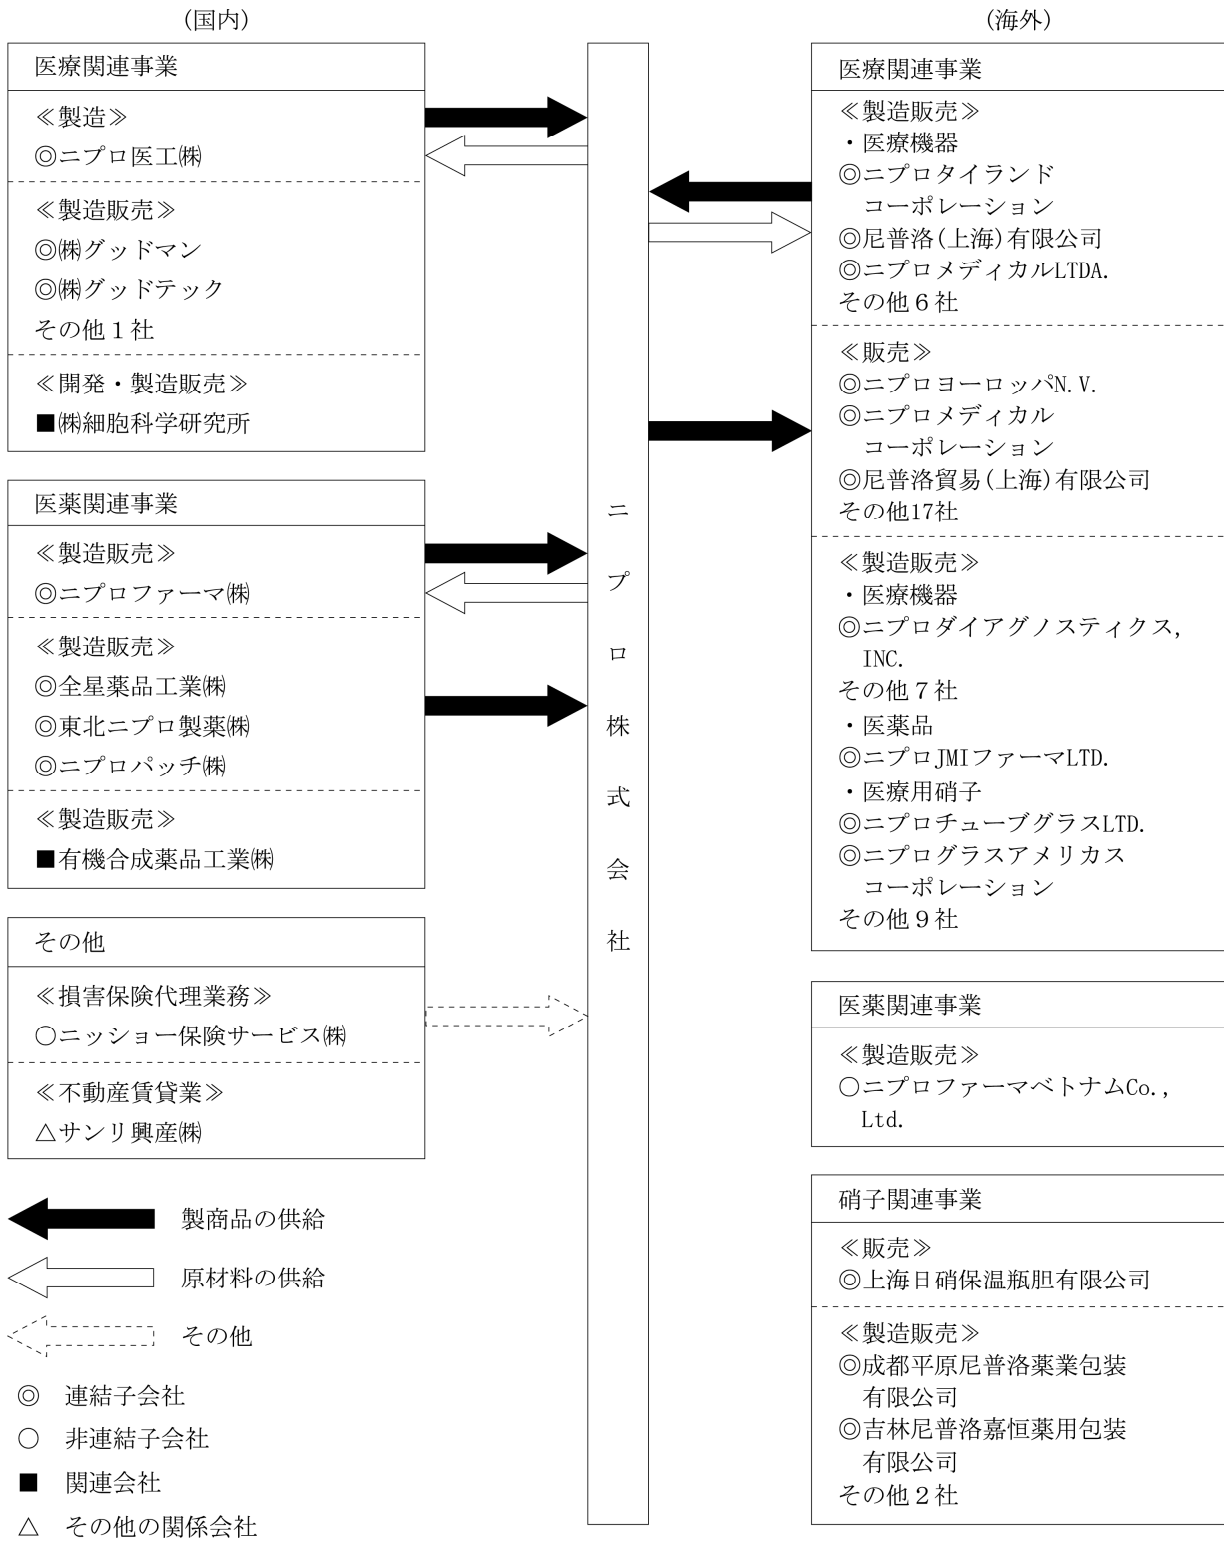 (国内)
医療関連事業
≪製造≫
◎ニプロ医工㈱
≪製造販売≫
◎㈱グッドマン
◎㈱グッドテック
その他１社
≪開発・製造販売≫
■㈱細胞科学研究所
医薬関連事業
≪製造販売≫
◎ニプロファーマ㈱
≪製造販売≫
◎全星薬品工業㈱
◎東北ニプロ製薬㈱
◎ニプロパッチ㈱
≪製造販売≫
■有機合成薬品工業㈱
その他
≪損害保険代理業務≫
○ニッショー保険サービス㈱
≪不動産賃貸業≫
△サンリ興産㈱
製商品の供給
原材料の供給
その他
◎ 連結子会社
○ 非連結子会社
■ 関連会社
△ その他の関係会社
ニプロ株式会社
(海外)
医療関連事業
≪製造販売≫
・医療機器
◎ニプロタイランド
コーポレーション
◎尼普洛(上海)有限公司
◎ニプロメディカルLTDA.
その他６社
≪販売≫
◎ニプロヨーロッパN.V.
◎ニプロメディカル
コーポレーション
◎尼普洛貿易(上海)有限公司
その他17社
≪製造販売≫
・医療機器
◎ニプロダイアグノスティクス,
INC.
その他７社
・医薬品
◎ニプロJMIファーマLTD.
・医療用硝子
◎ニプロチューブグラスLTD.
◎ニプログラスアメリカス
コーポレーション
その他９社
医薬関連事業
≪製造販売≫
○ニプロファーマベトナムCo.,
Ltd.
硝子関連事業
≪販売≫
◎上海日硝保温瓶胆有限公司
≪製造販売≫
◎成都平原尼普洛薬業包装
有限公司
◎吉林尼普洛嘉恒薬用包装
有限公司
その他２社